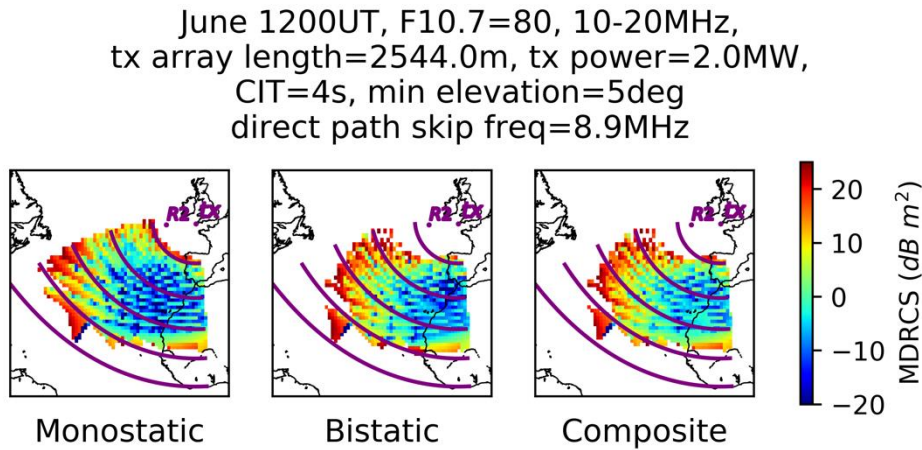 June 1200UT, F10.7=80, 10-20MHz,
tx array length=2544.0m, tx power=2.0MW,
CIT=4s, min elevation=5deg
direct path skip freq=8.9MHz
R2 tx
R2 tx
R2 tx
20
10
0
−10
−20
MDRCS (dB m²)
Monostatic
Bistatic
Composite